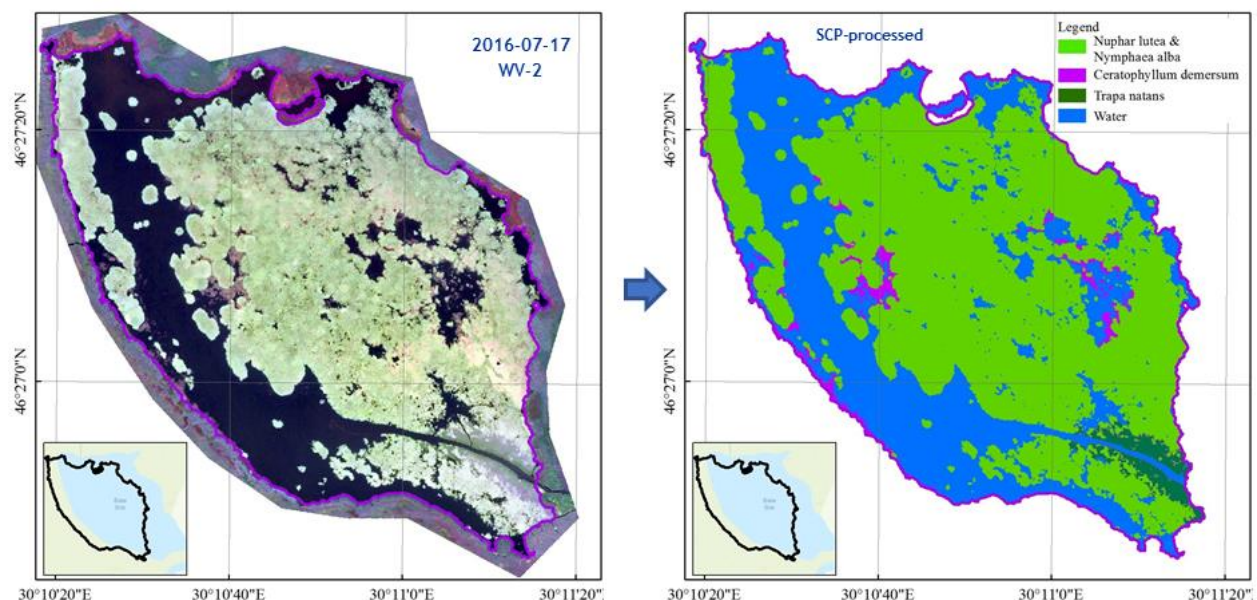 2016-07-17
WV-2
46°27'20"N
46°27'0"N
30°10'20"E
30°10'40"E
30°11'0"E
30°11'20"E
SCP-processed
Legend
Nuphar lutea &
Nymphaea alba
Ceratophyllum demersum
Trapa natans
Water
46°27'20"N
46°27'0"N
30°10'20"E
30°10'40"E
30°11'0"E
30°11'20"E